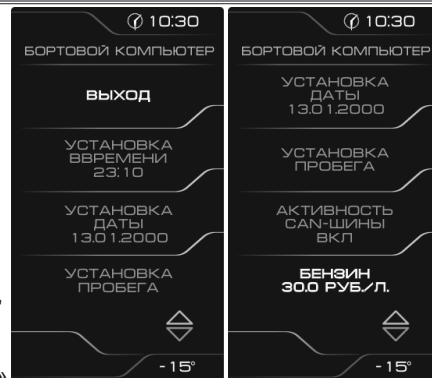 10:30
БОРТОВОЙ КОМПЬЮТЕР
ВЫХОД
УСТАНОВКА
ВВРЕМЕНИ
23:10
УСТАНОВКА
ДАТЫ
13.01.2000
УСТАНОВКА
ПРОБЕГА
-15°
10:30
БОРТОВОЙ КОМПЬЮТЕР
УСТАНОВКА
ДАТЫ
13.01.2000
УСТАНОВКА
ПРОБЕГА
АКТИВНОСТЬ
CAN-ШИНЫ
ВКЛ
БЕНЗИН
30.0 РУБ./Л.
-15°